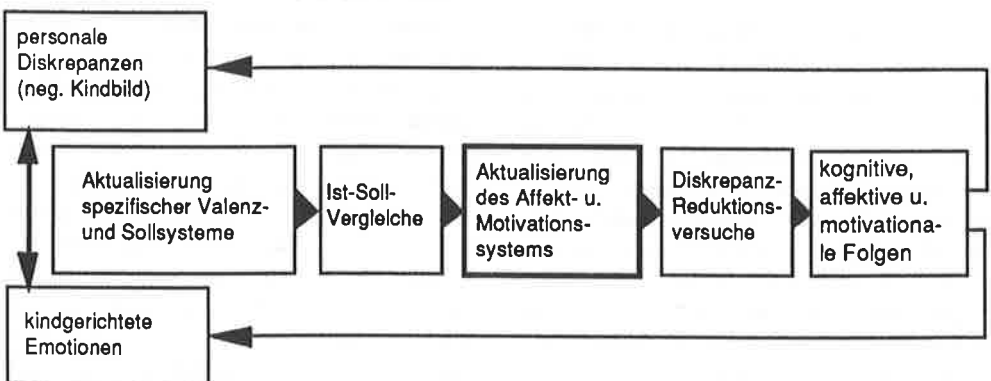 personale
Diskrepanzen
(neg. Kindbild)
Aktualisierung
spezifischer Valenz-
und Sollsysteme
Ist-Soll-
Vergleiche
Aktualisierung
des Affekt- u.
Motivations-
systems
Diskrepanz-
Reduktions-
versuche
kognitive,
affektive u.
motivationa-
le Folgen
kindgerichtete
Emotionen